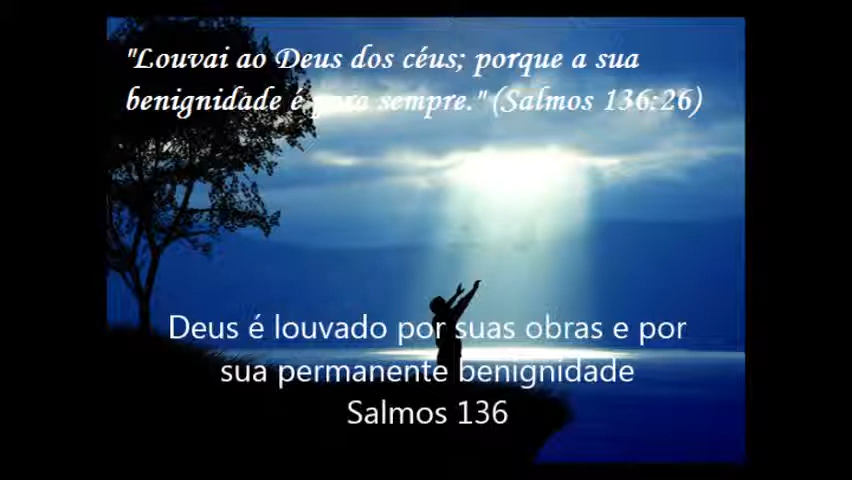 "Louvai ao Deus dos céus; porque a sua
benignidade é para sempre." (Salmos 136:26)
Deus é louvado por suas obras e por
sua permanente benignidade
Salmos 136